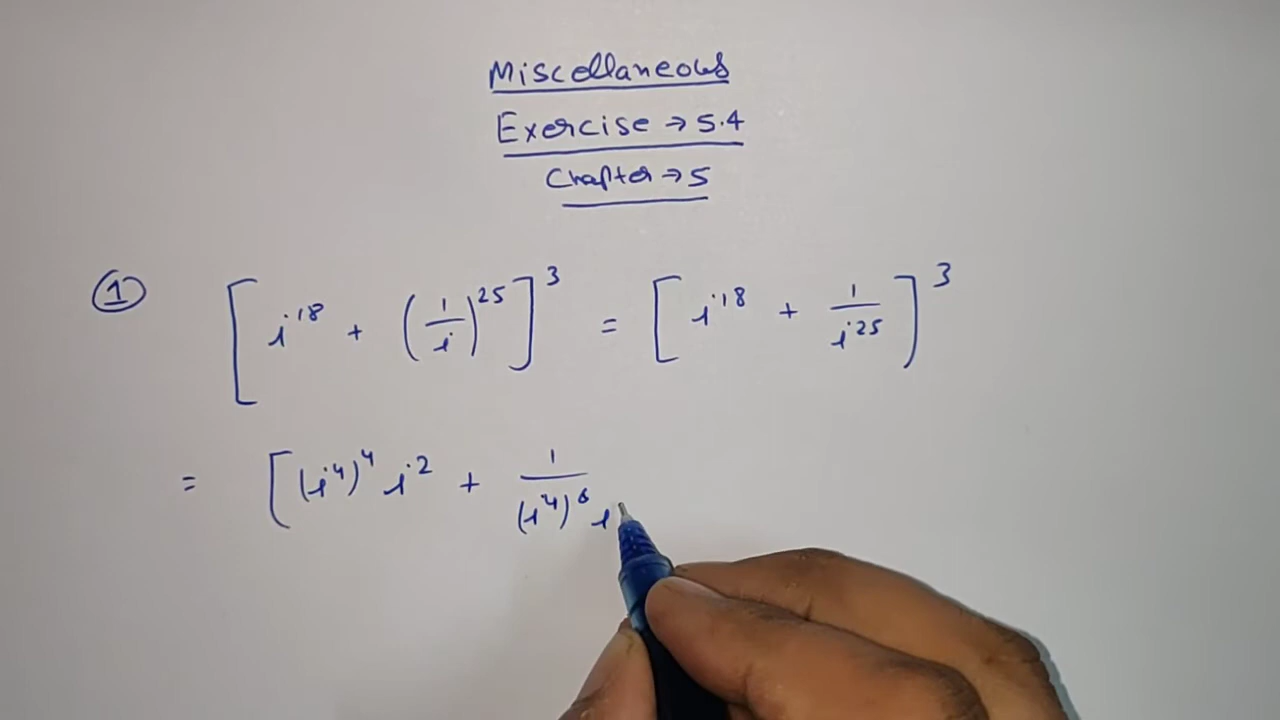 Miscellaneous
Exercise → 5.4
Chapter → 5
① [i^18 + (1/i)^25]^3 = [i^18 + 1/i^25]^3
= [(i^4)^4 i^2 + 1/(i^4)^6 i